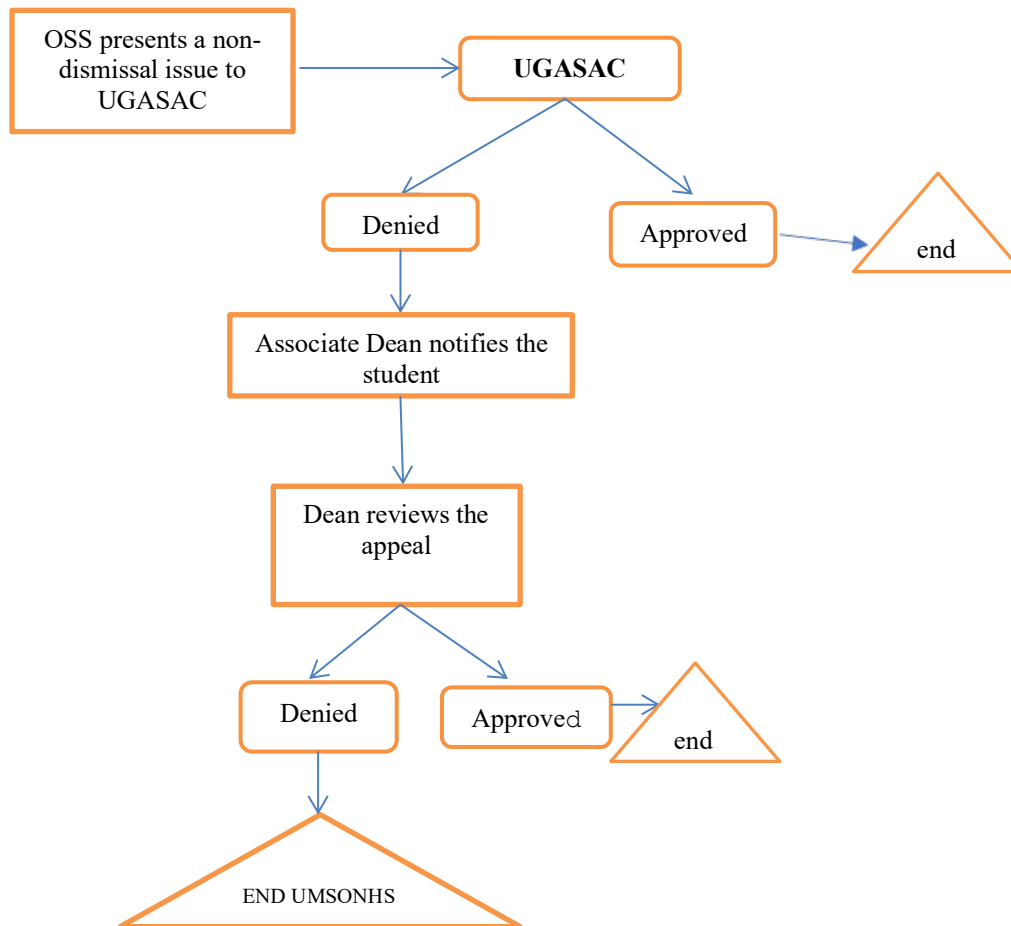 OSS presents a non-
dismissal issue to
UGASAC
UGASAC
Denied
Approved
end
Associate Dean notifies the
student
Dean reviews the
appeal
Denied
Approved
end
END UMSONHS